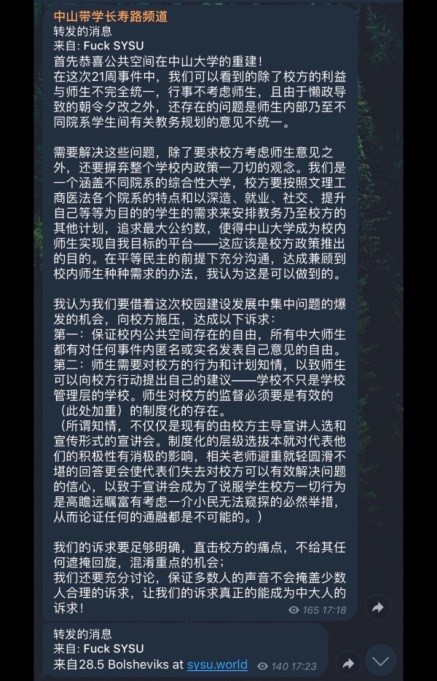 中山带学长寿路频道
转发的消息
来自: Fuck SYSU
首先恭喜公共空间在中山大学的重建！
在这次21周事件中，我们可以看到的除了校方的利益
与师生不完全统一，行事不考虑师生，且由于懒政导
致的朝令夕改之外，还存在的问题是师生内部乃至不
同院系学生间有关教务规划的意见不统一。
需要解决这些问题，除了要求校方考虑师生意见之
外，还要摒弃整个学校内政策一刀切的观念。我们是
一个涵盖不同院系的综合性大学，校方要按照文理工
商医法各个院系的特点和以深造、就业、社交、提升
自己等等为目的的学生的需求来安排教务乃至校方的
其他计划，追求最大公约数，使得中山大学成为校内
师生实现自我目标的平台——这应该是校方政策推出
的目的。在平等民主的前提下充分沟通，达成兼顾到
校内师生种种需求的办法，我认为这是可以做到的。
我认为我们要借着这次校园建设发展中集中问题的爆
发的机会，向校方施压，达成以下诉求：
第一：保证校内公共空间存在的自由，所有中大师生
都有对任何事件内匿名或实名发表自己意见的自由。
第二：师生需要对校方的行为和计划知情，以致师生
可以向校方行动提出自己的建议——学校不只是学校
管理层的学校。师生对校方的监督必须要是有效的
（此处加重）的制度化的存在。
（所谓知情，不仅仅是现有的由校方主导宣讲人选和
宣传形式的宣讲会。制度化的层级选拔本就对代表他
们的积极性有消极的影响，相关老师避重就轻圆滑不
堪的回答更会使代表们失去对校方可以有效解决问题
的信心，以致于宣讲会成为了说服学生校方一切行为
是高瞻远瞩富有考虑一介小民无法窥探的必然举措，
从而论证任何的通融都是不可能的。）
我们的诉求要足够明确，直击校方的痛点，不给其任
何遮掩回旋，混淆重点的机会；
我们还要充分讨论，保证多数人的声音不会掩盖少数
人合理的诉求，让我们的诉求真正的能成为中大人的
诉求！
165 17:18
转发的消息
来自: Fuck SYSU
来自28.5 Bolsheviks at sysu.world
140 17:23